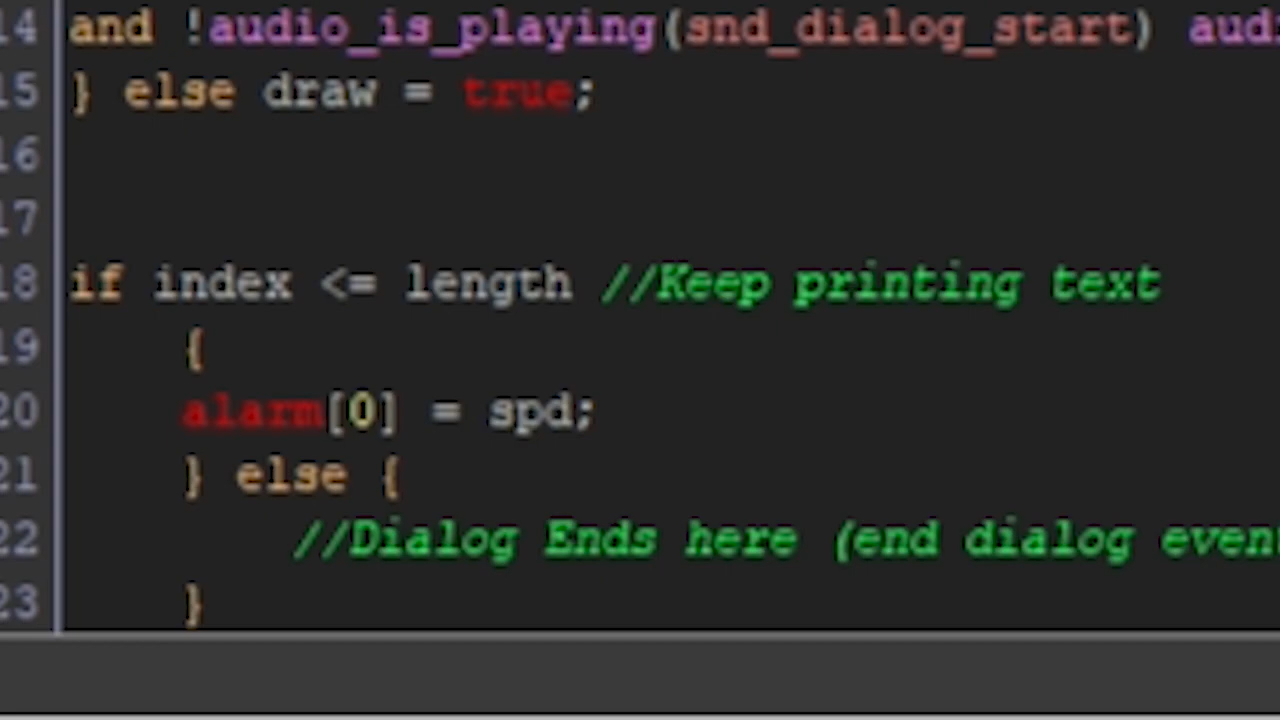 14 and !audio_is_playing(snd_dialog_start)
15 } else draw = true;
16
17
18 if index <= length //Keep printing text
19 {
20 alarm[0] = spd;
21 } else {
22 //Dialog Ends here (end dialog
23 }